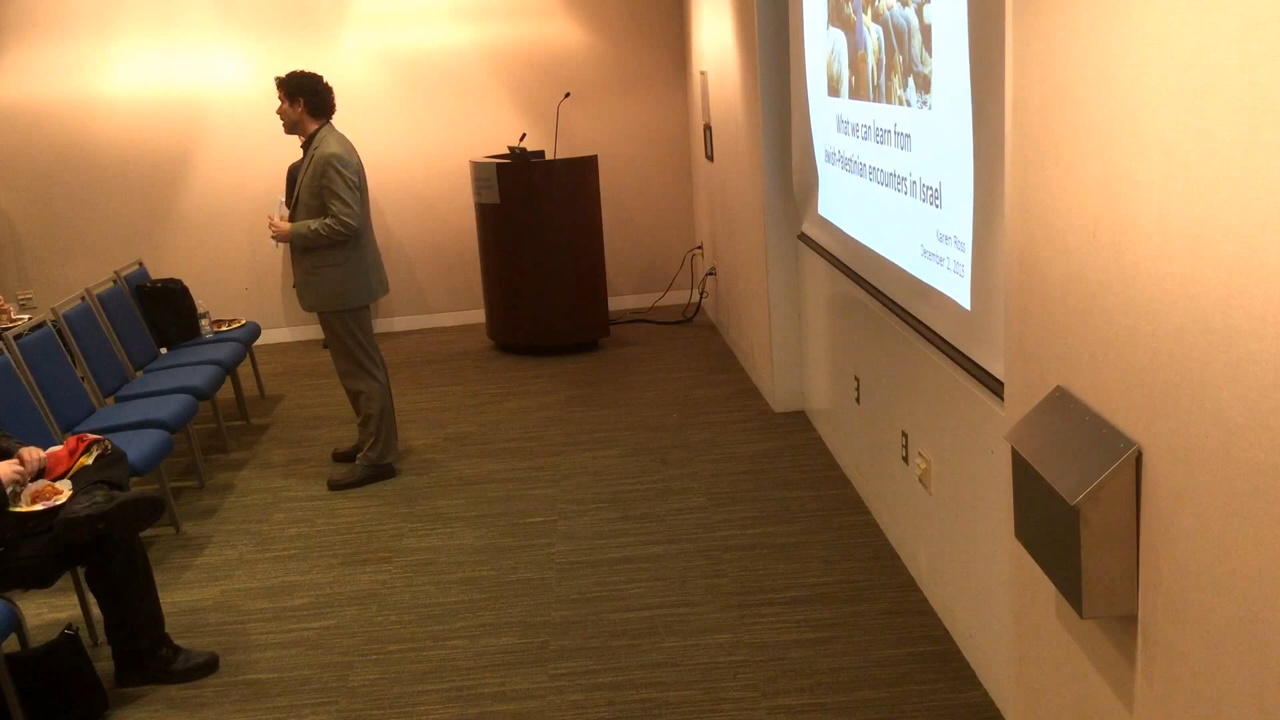 What we can learn from
Jewish-Palestinian encounters in Israel
Karen Ross
December 2, 2015